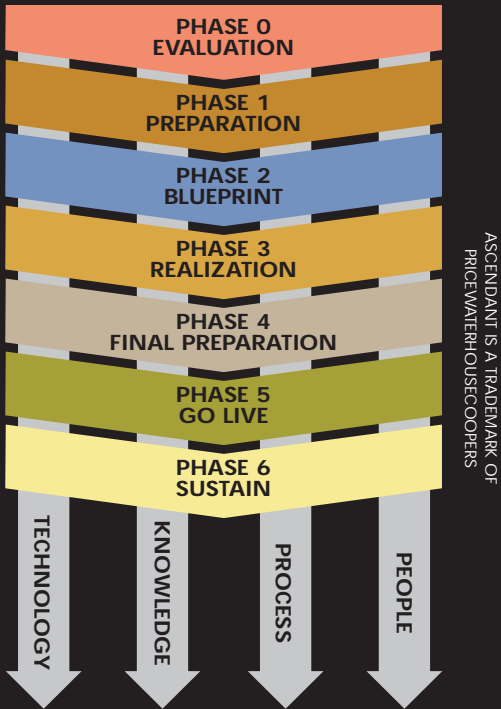 PHASE 0
EVALUATION
PHASE 1
PREPARATION
PHASE 2
BLUEPRINT
PHASE 3
REALIZATION
PHASE 4
FINAL PREPARATION
PHASE 5
GO LIVE
PHASE 6
SUSTAIN
TECHNOLOGY
KNOWLEDGE
PROCESS
PEOPLE
ASCENDANT IS A TRADEMARK OF
PRICEWATERHOUSECOOPERS